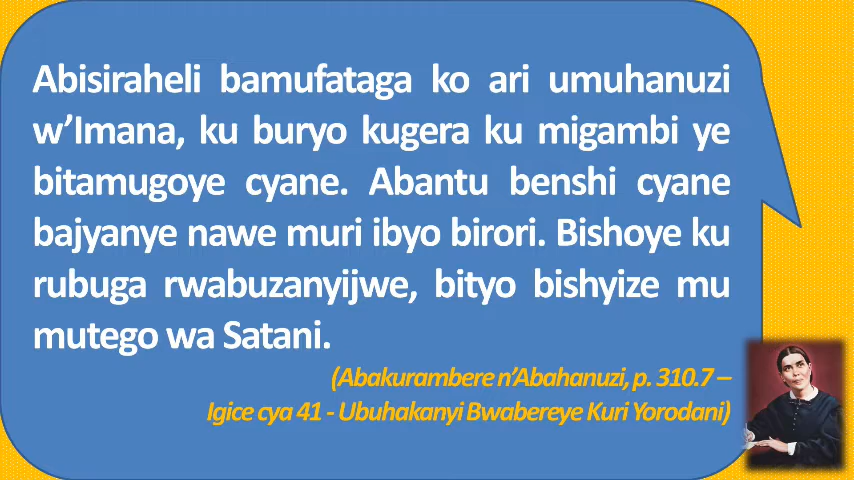 Abisiraheli bamufataga ko ari umuhanuzi
w’Imana, ku buryo kugera ku migambi ye
bitamugoye cyane. Abantu benshi cyane
bajyanye nawe muri ibyo birori. Bishoye ku
rubuga rwabuzanyijwe, bityo bishyize mu
mutego wa Satani.
(Abakurambere n’Abahanuzi, p. 310.7 –
Igice cya 41 - Ubuhakanyi Bwabereye Kuri Yorodani)